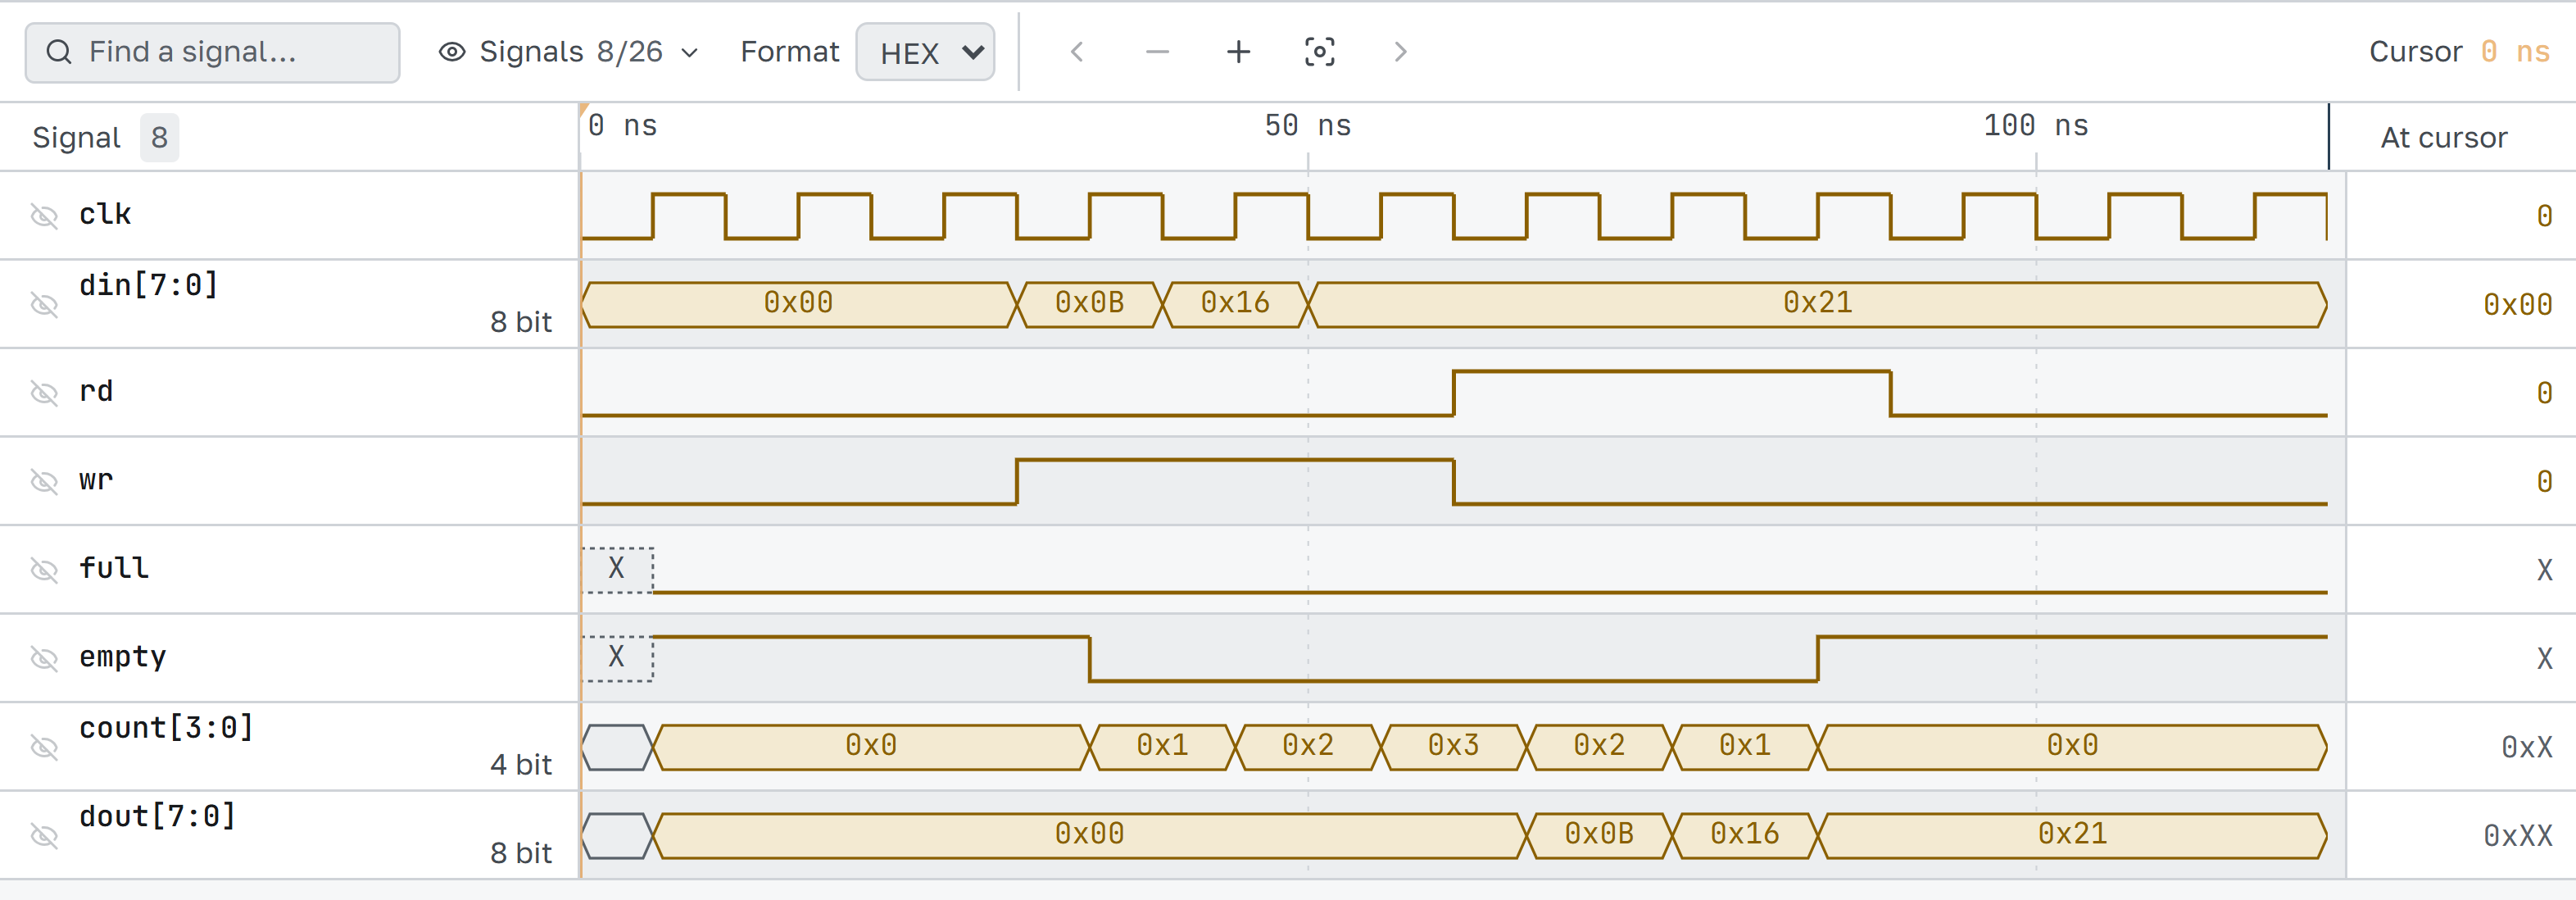 Find a signal...
Signals 8/26
Format HEX
Cursor 0 ns
Signal 8
0 ns
50 ns
100 ns
At cursor
clk
0
din[7:0]
8 bit
0x00
0x0B
0x16
0x21
0x00
rd
0
wr
0
full
X
X
empty
X
X
count[3:0]
4 bit
0x0
0x1
0x2
0x3
0x2
0x1
0x0
0xX
dout[7:0]
8 bit
0x00
0x0B
0x16
0x21
0xXX